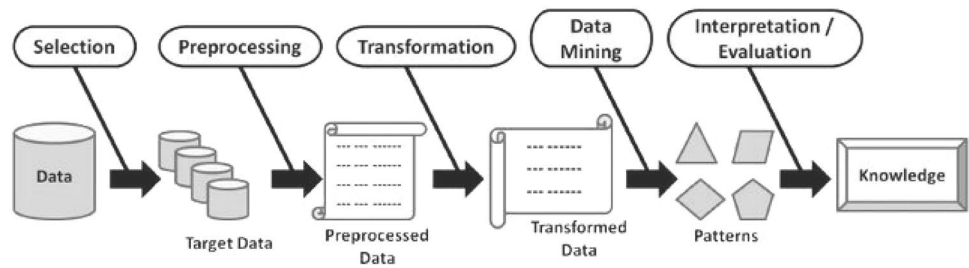 Selection
Preprocessing
Transformation
Data
Mining
Interpretation /
Evaluation
Data
Target Data
Preprocessed
Data
Transformed
Data
Patterns
Knowledge